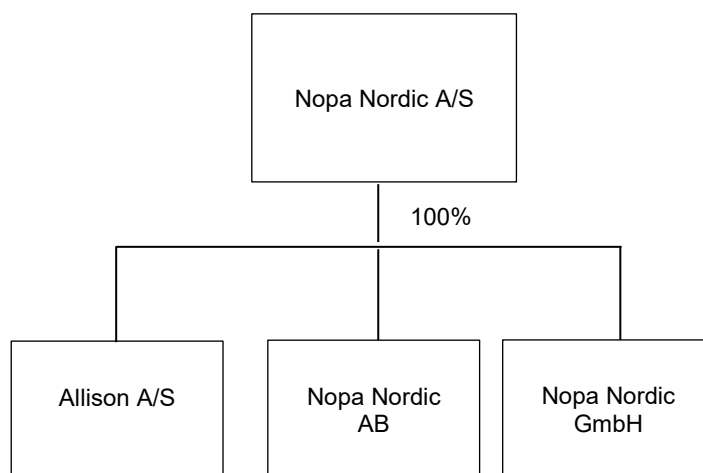 Nopa Nordic A/S
100%
Allison A/S
Nopa Nordic
AB
Nopa Nordic
GmbH